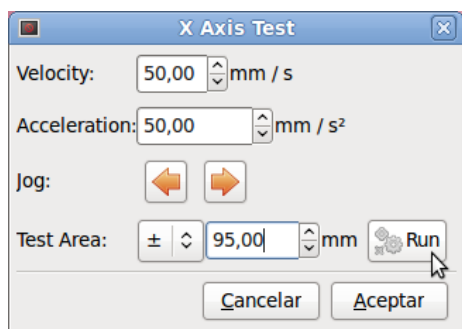 X Axis Test
Velocity: 50,00 mm / s
Acceleration: 50,00 mm / s²
Jog:
Test Area: ± 95,00 mm Run
Cancelar Aceptar